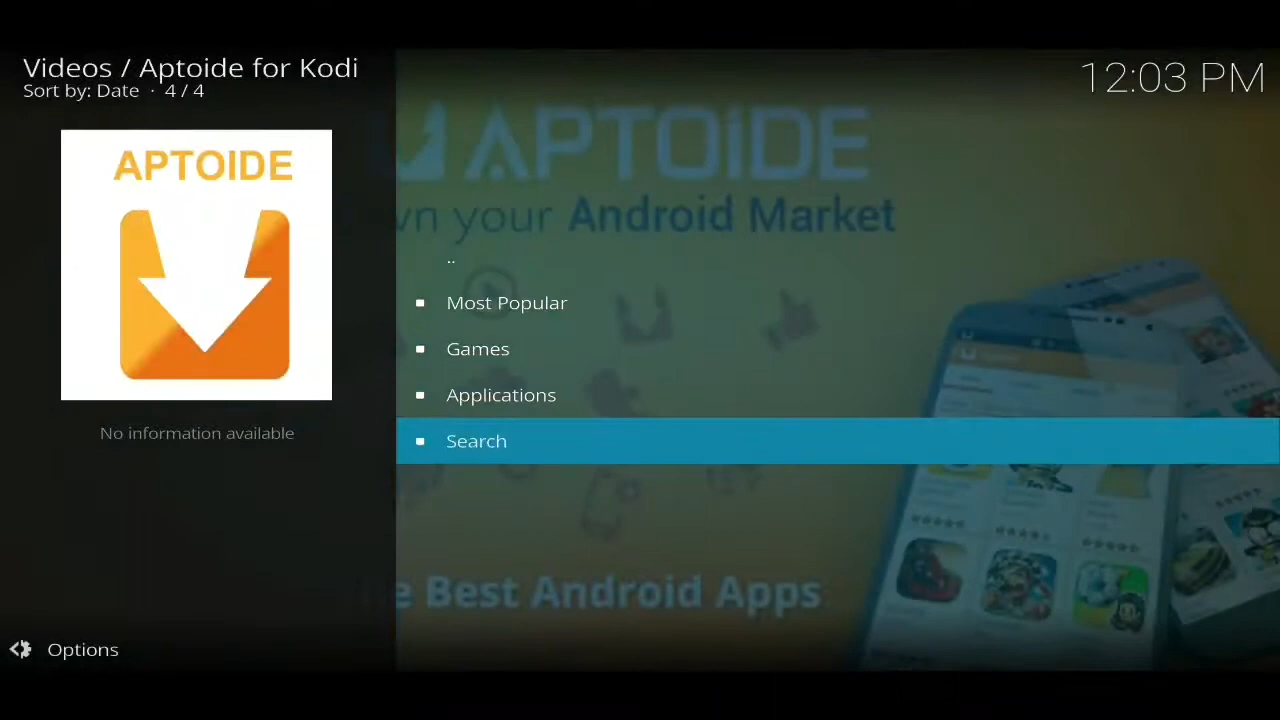 Videos / Aptoide for Kodi
Sort by: Date · 4 / 4
12:03 PM
APTOIDE
APTOIDE
your Android Market
..
Most Popular
Games
Applications
Search
No information available
Best Android Apps
Options